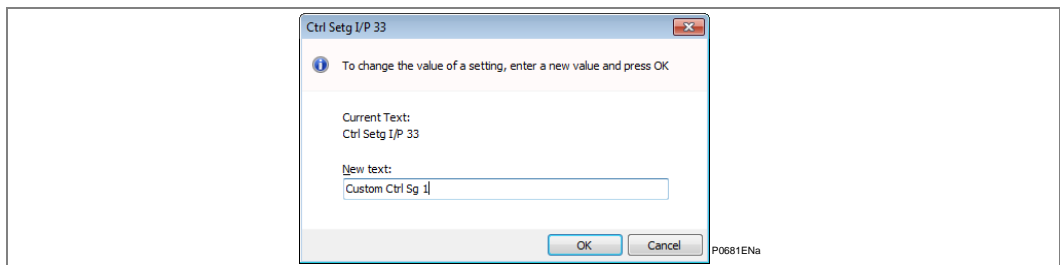 Ctrl Setg I/P 33
To change the value of a setting, enter a new value and press OK
Current Text:
Ctrl Setg I/P 33
New text:
Custom Ctrl Sg 1
OK Cancel
P0681ENa